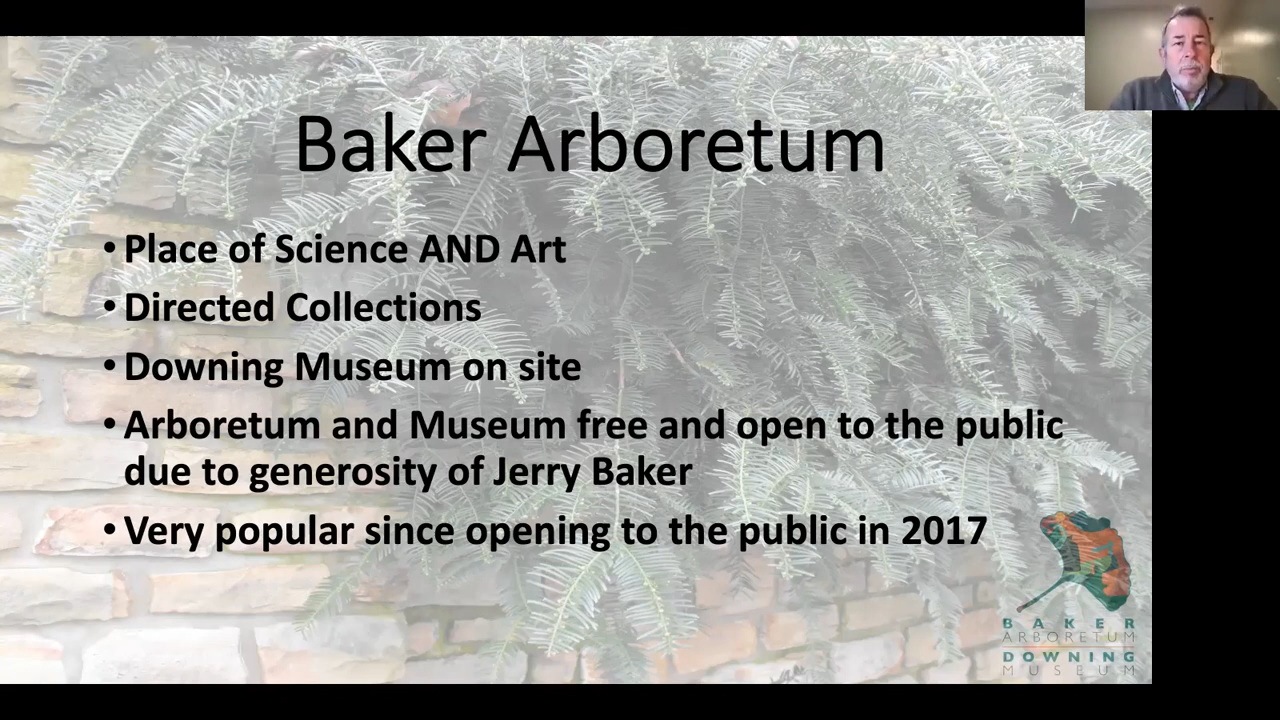 Baker Arboretum
• Place of Science AND Art
• Directed Collections
• Downing Museum on site
• Arboretum and Museum free and open to the public
due to generosity of Jerry Baker
• Very popular since opening to the public in 2017
BAKER
ARBORETUM
DOWNING
MUSEUM